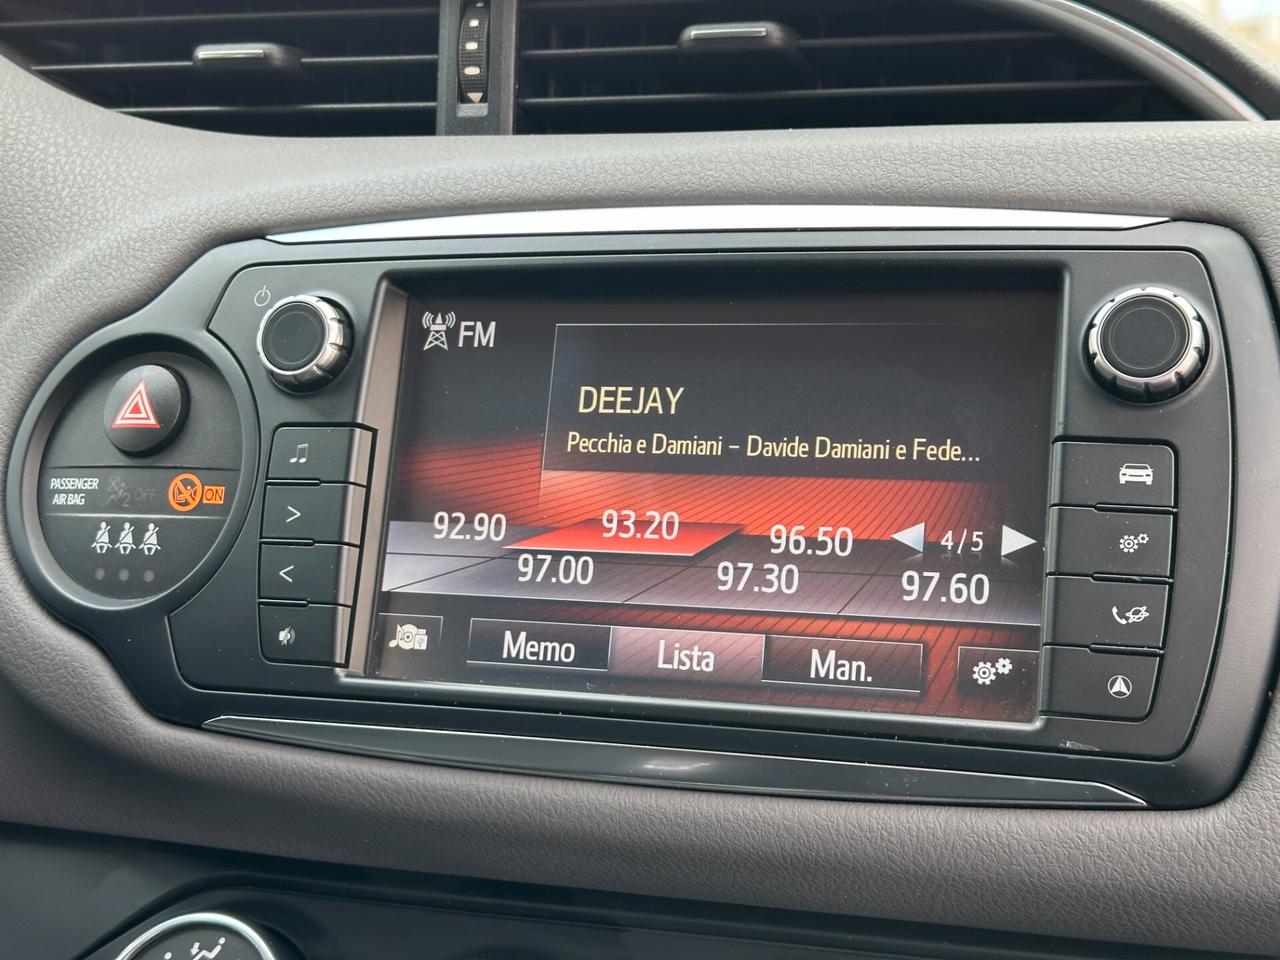 FM
DEEJAY
Pecchia e Damiani – Davide Damiani e Fede...
92.90 93.20 96.50 4/5
97.00 97.30 97.60
Memo Lista Man.
PASSENGER
AIR BAG
2 OFF ON